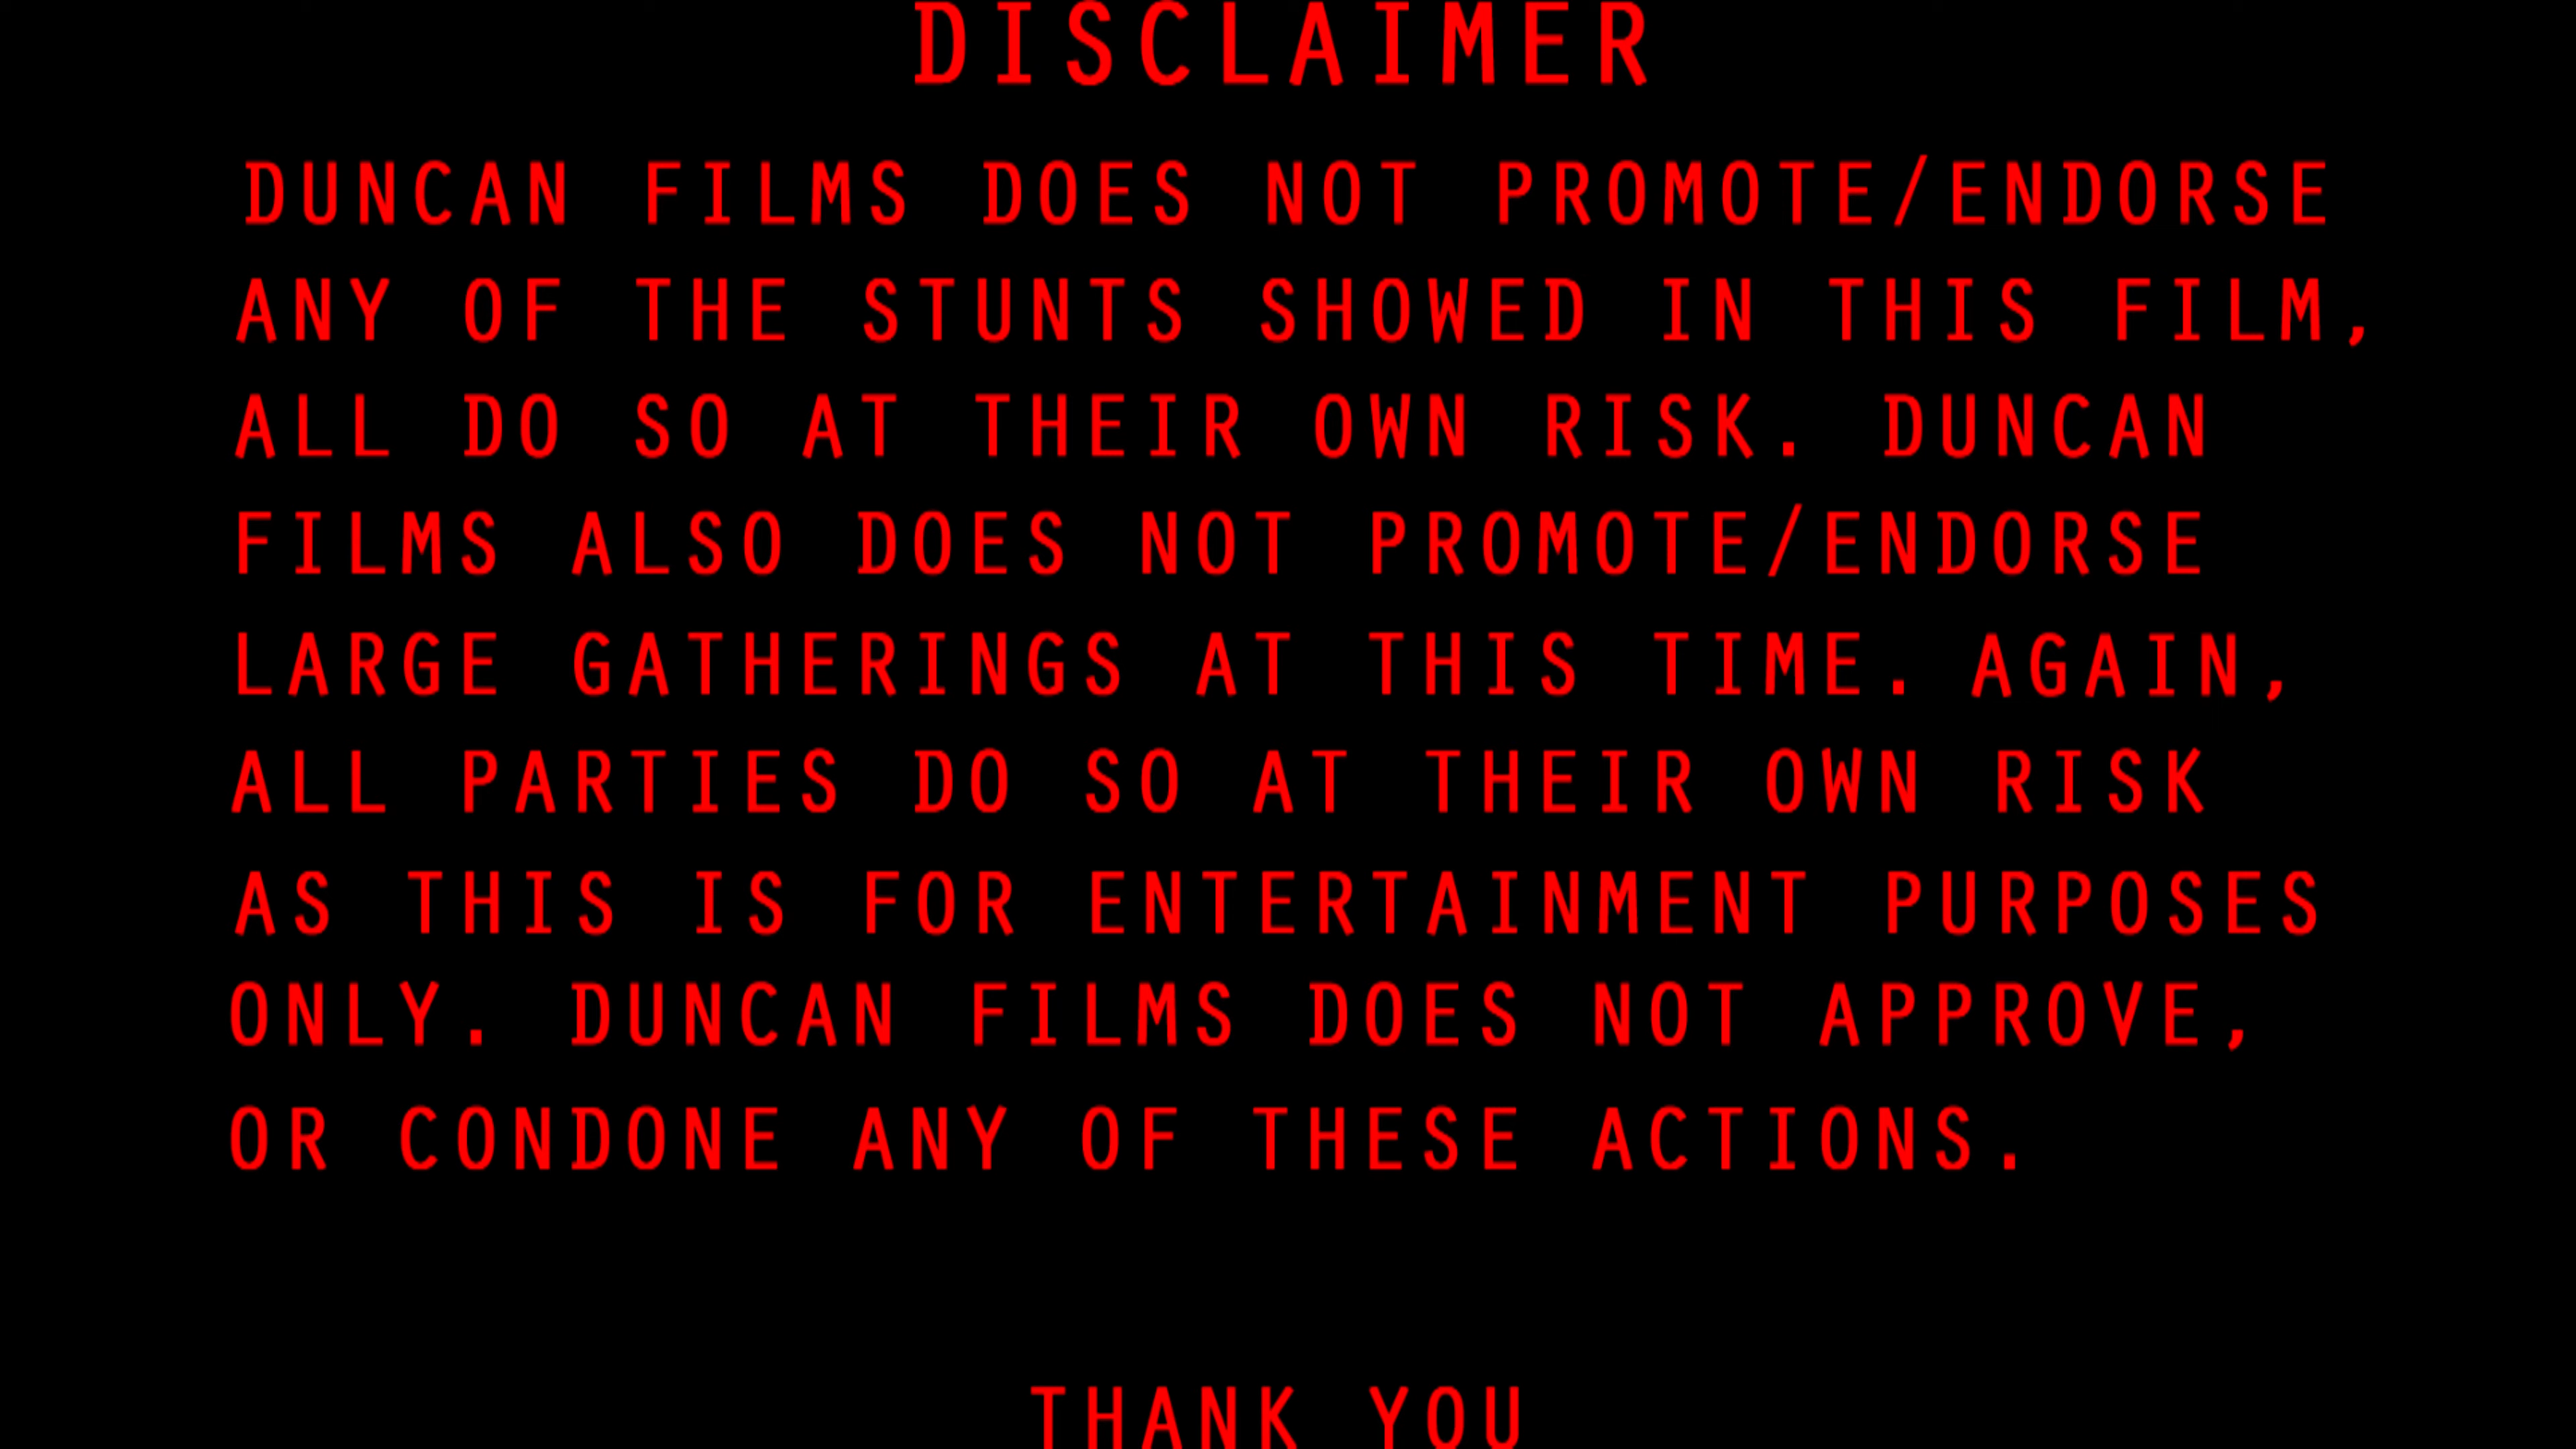 DISCLAIMER
DUNCAN FILMS DOES NOT PROMOTE/ENDORSE
ANY OF THE STUNTS SHOWED IN THIS FILM,
ALL DO SO AT THEIR OWN RISK. DUNCAN
FILMS ALSO DOES NOT PROMOTE/ENDORSE
LARGE GATHERINGS AT THIS TIME. AGAIN,
ALL PARTIES DO SO AT THEIR OWN RISK
AS THIS IS FOR ENTERTAINMENT PURPOSES
ONLY. DUNCAN FILMS DOES NOT APPROVE,
OR CONDONE ANY OF THESE ACTIONS.
THANK YOU